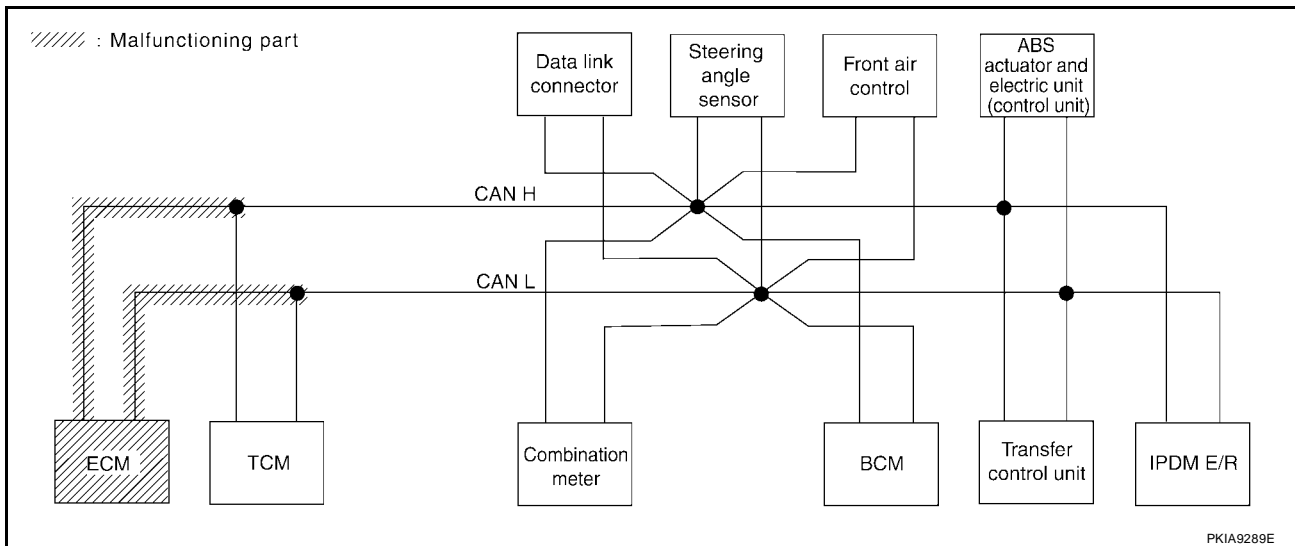 : Malfunctioning part
Data link
connector
Steering
angle
sensor
Front air
control
ABS
actuator and
electric unit
(control unit)
CAN H
CAN L
ECM
TCM
Combination
meter
BCM
Transfer
control unit
IPDM E/R
PKIA9289E